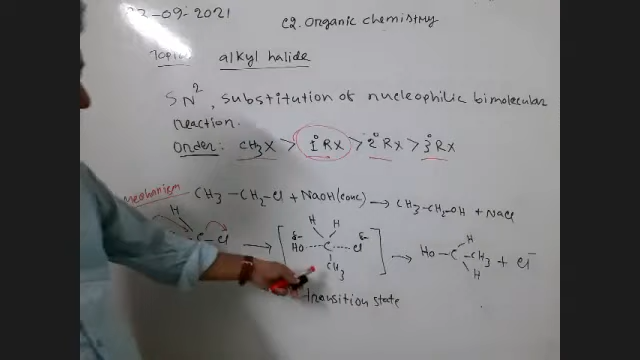 -09-2021 C2. Organic chemistry
Topic alkyl halide
SN², substitution of nucleophilic bimolecular
reaction.
Order: CH₃X > 1° RX > 2° RX > 3° RX
Mechanism CH₃-CH₂-Cl + NaOH(conc) → CH₃-CH₂-OH + NaCl
H H H H
C-Cl → [HO δ- ---- C ---- Cl δ-] → HO-C-CH₃ + Cl⁻
CH₃ H
transition state